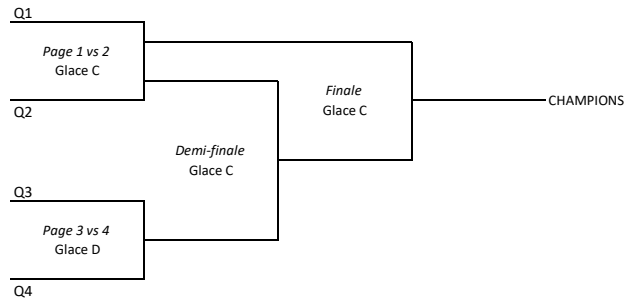 Q1
Page 1 vs 2
Glace C
Q2
Finale
Glace C
CHAMPIONS
Demi-finale
Glace C
Q3
Page 3 vs 4
Glace D
Q4